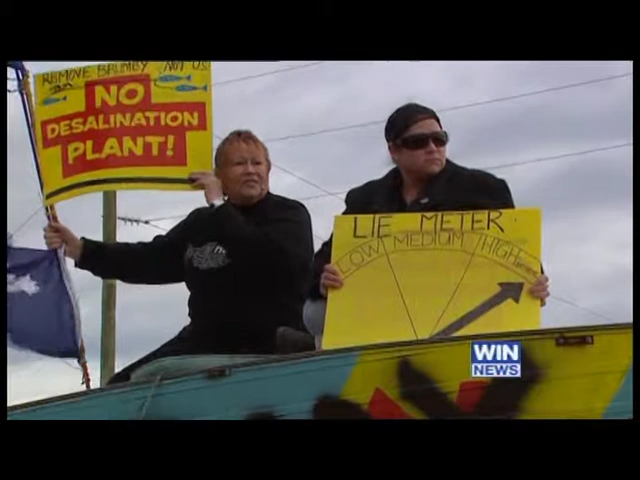 REMOVE BRUMBY NOT US
NO
DESALINATION
PLANT!
LIE METER
LOW MEDIUM HIGH
WIN
NEWS